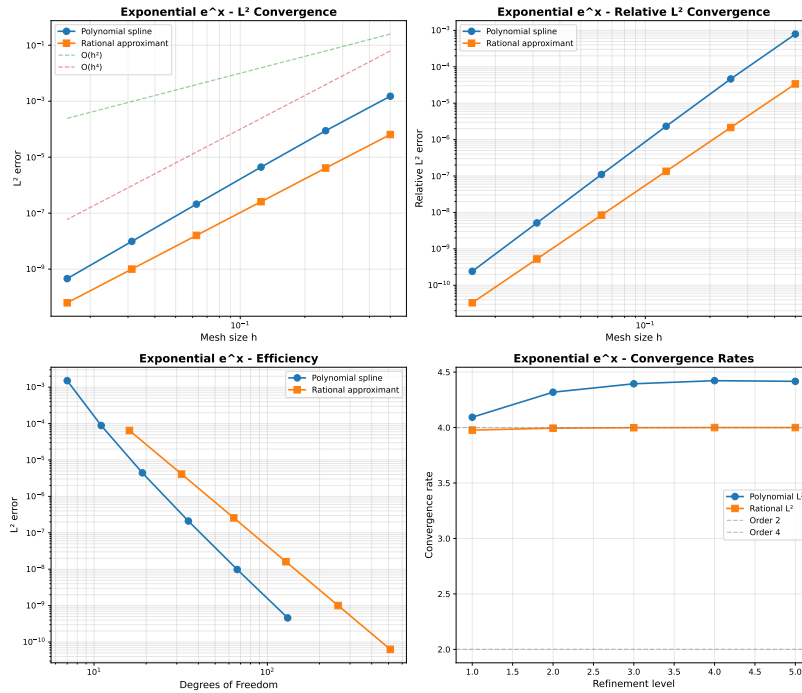 Exponential e^x - L² Convergence
Polynomial spline
Rational approximant
O(h²)
O(h⁴)
10⁻¹
10⁻³
10⁻⁵
10⁻⁷
10⁻⁹
L² error
10⁻¹
Mesh size h
Exponential e^x - Relative L² Convergence
Polynomial spline
Rational approximant
10⁻³
10⁻⁴
10⁻⁵
10⁻⁶
10⁻⁷
10⁻⁸
10⁻⁹
10⁻¹⁰
Relative L² error
10⁻¹
Mesh size h
Exponential e^x - Efficiency
Polynomial spline
Rational approximant
10⁻³
10⁻⁴
10⁻⁵
10⁻⁶
10⁻⁷
10⁻⁸
10⁻⁹
10⁻¹⁰
L² error
10¹
10²
Degrees of Freedom
Exponential e^x - Convergence Rates
4.5
4.0
3.5
3.0
2.5
2.0
Convergence rate
Polynomial L²
Rational L²
Order 2
Order 4
1.0
1.5
2.0
2.5
3.0
3.5
4.0
4.5
5.0
Refinement level